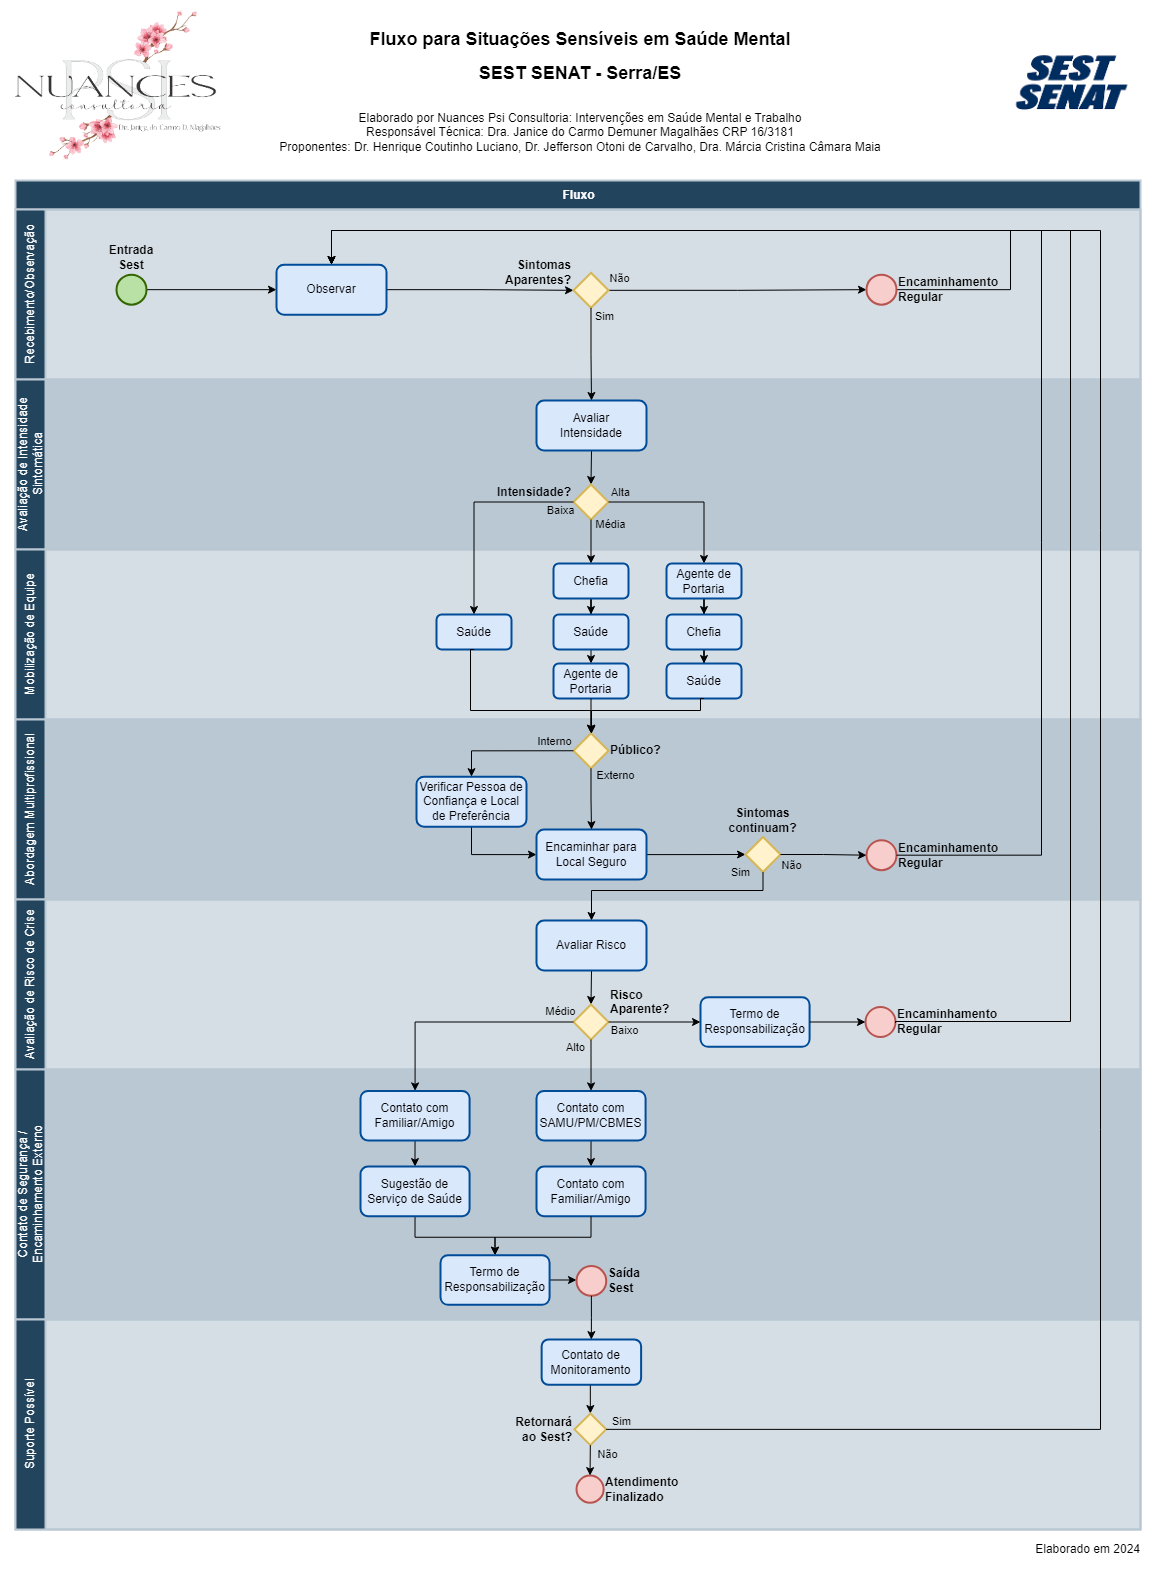 Fluxo para Situações Sensíveis em Saúde Mental
SEST SENAT - Serra/ES
NUANCES
PSI
consultoria
Dra. Janice do Carmo D. Magalhães
SEST
SENAT
Elaborado por Nuances Psi Consultoria: Intervenções em Saúde Mental e Trabalho
Responsável Técnica: Dra. Janice do Carmo Demuner Magalhães CRP 16/3181
Proponentes: Dr. Henrique Coutinho Luciano, Dr. Jefferson Otoni de Carvalho, Dra. Márcia Cristina Câmara Maia
Fluxo
Recebimento/Observação
Entrada
Sest
Observar
Sintomas
Aparentes?
Não
Sim
Encaminhamento
Regular
Avaliação de Intensidade
Sintomática
Avaliar
Intensidade
Intensidade?
Alta
Baixa
Média
Mobilização de Equipe
Saúde
Chefia
Saúde
Agente de
Portaria
Agente de
Portaria
Chefia
Saúde
Abordagem Multiprofissional
Interno
Público?
Externo
Verificar Pessoa de
Confiança e Local
de Preferência
Encaminhar para
Local Seguro
Sintomas
continuam?
Sim
Não
Encaminhamento
Regular
Avaliação de Risco de Crise
Avaliar Risco
Risco
Aparente?
Médio
Baixo
Alto
Termo de
Responsabilização
Encaminhamento
Regular
Contato de Segurança /
Encaminhamento Externo
Contato com
Familiar/Amigo
Contato com
SAMU/PM/CBMES
Sugestão de
Serviço de Saúde
Contato com
Familiar/Amigo
Termo de
Responsabilização
Saída
Sest
Suporte Possível
Contato de
Monitoramento
Retornará
ao Sest?
Sim
Não
Atendimento
Finalizado
Elaborado em 2024